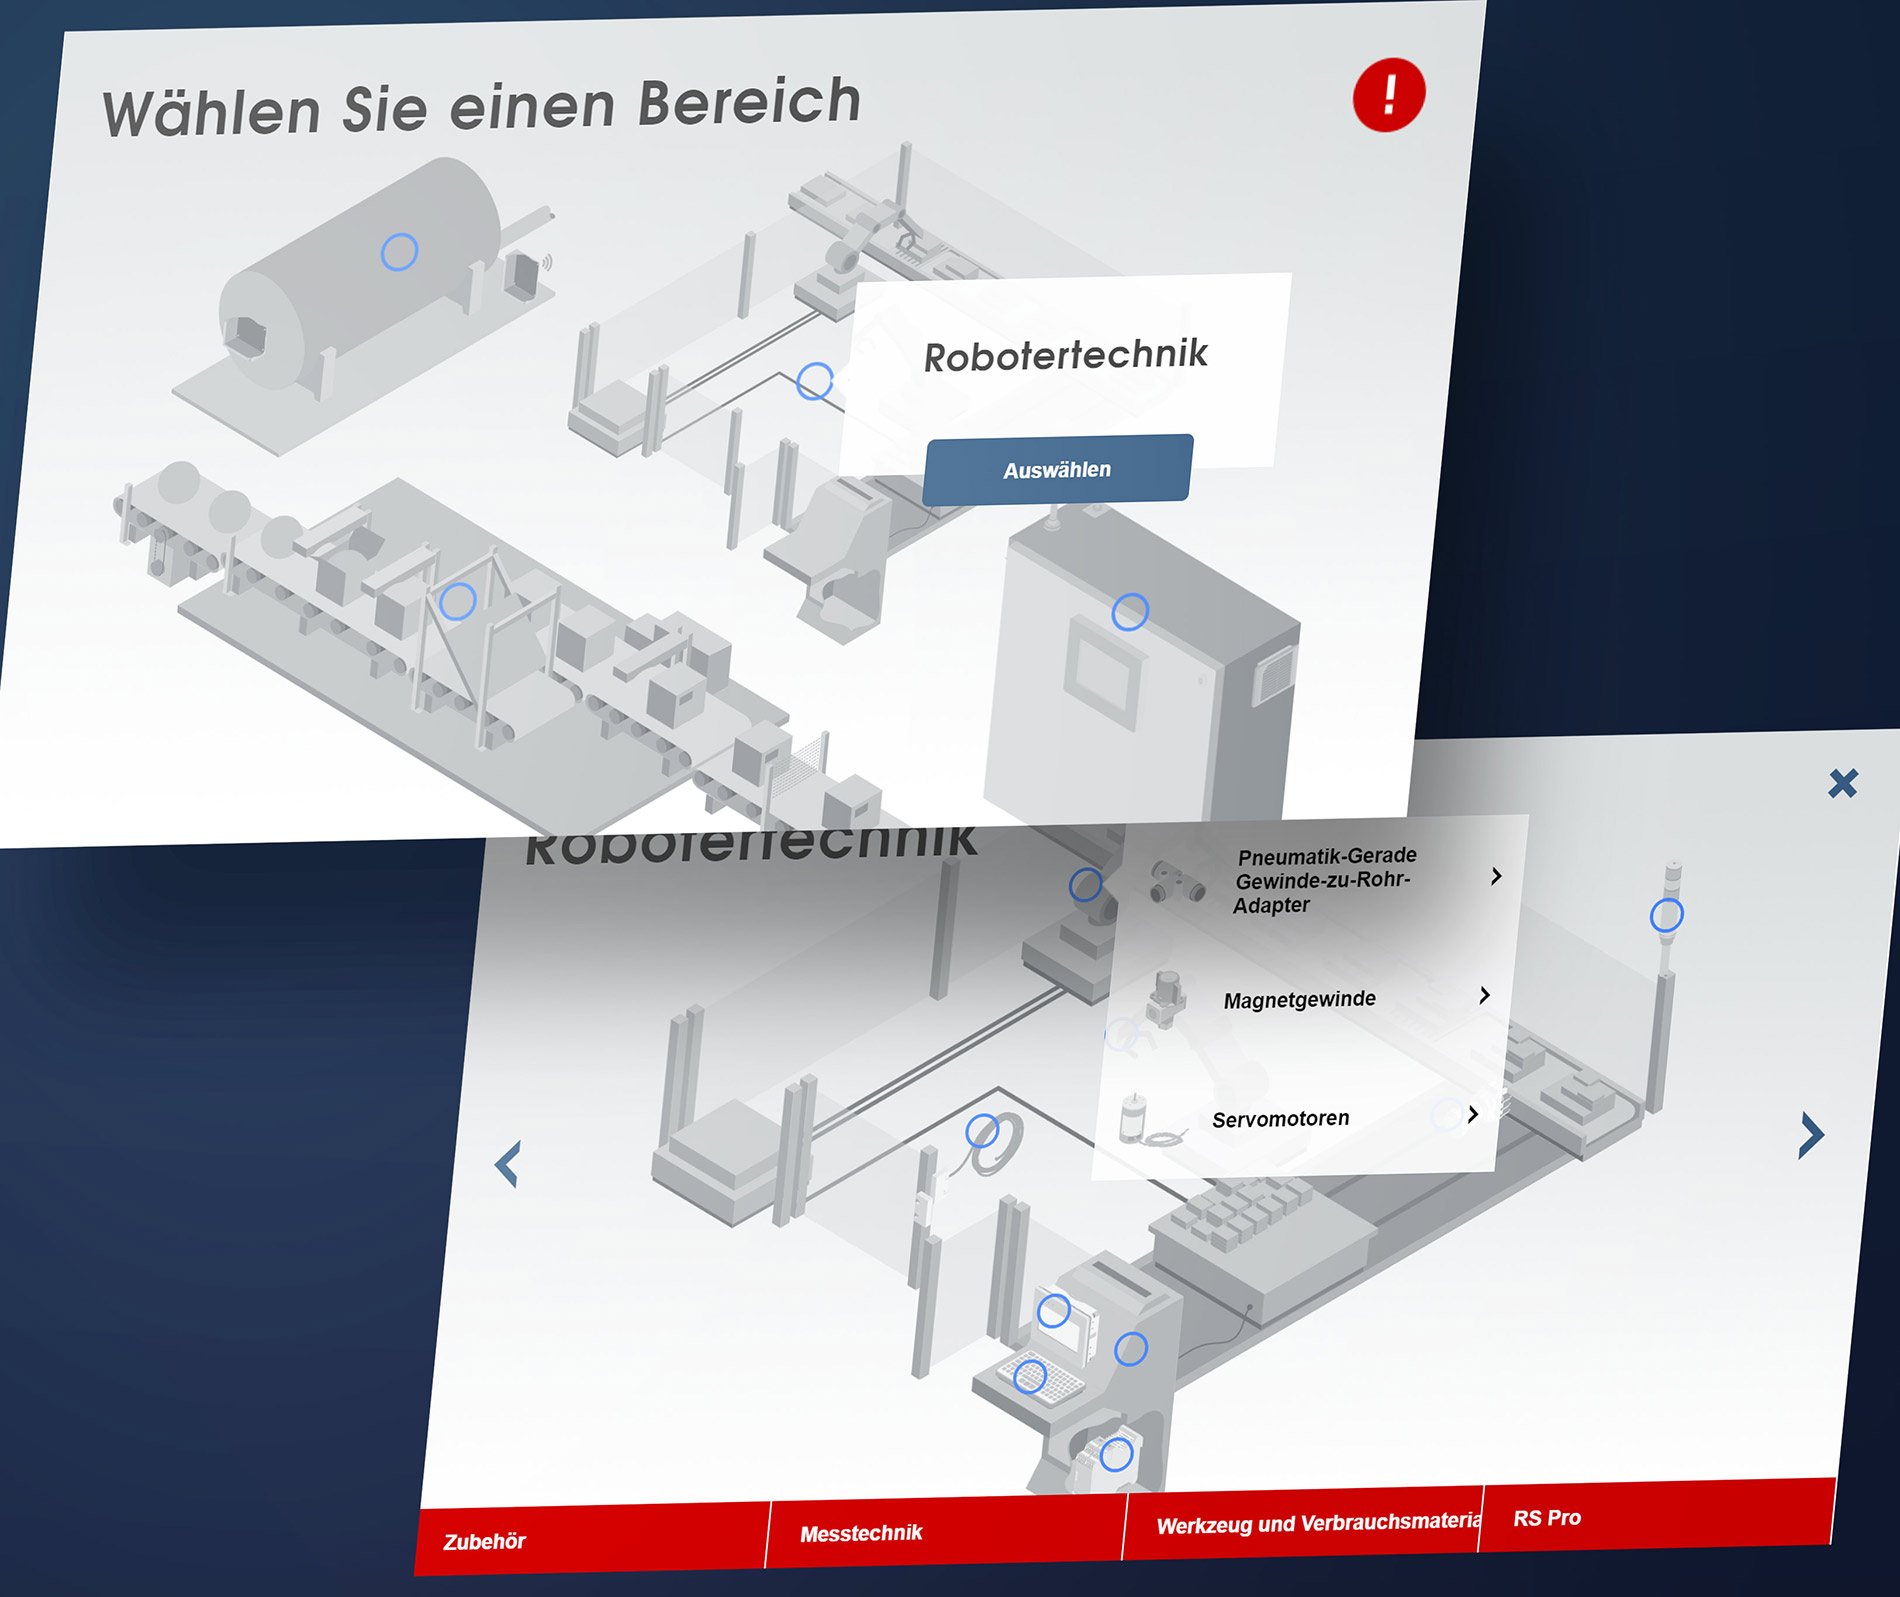 Wählen Sie einen Bereich
!
Robotertechnik
Auswählen
Robotertechnik
Pneumatik-Gerade
Gewinde-zu-Rohr-
Adapter
Magnetgewinde
Servomotoren
Zubehör
Messtechnik
Werkzeug und Verbrauchsmateria
RS Pro